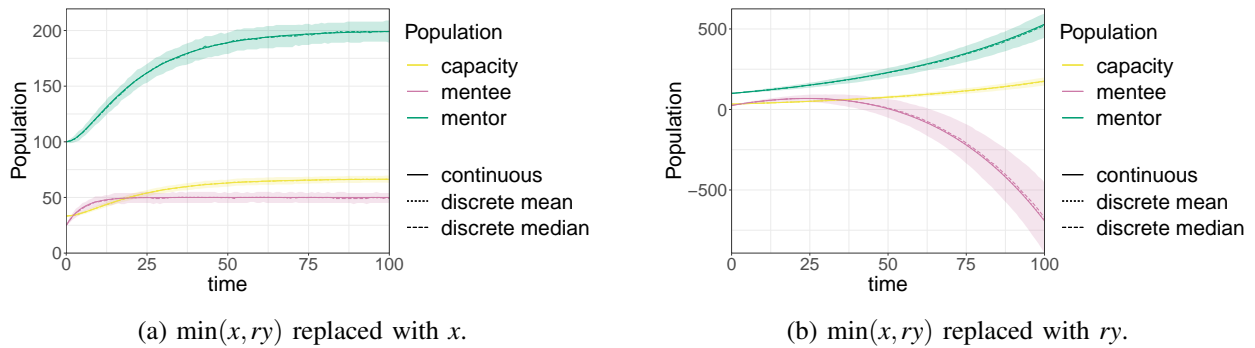 200
150
100
50
0
Population
0
25
50
75
100
time
Population
capacity
mentee
mentor
continuous
discrete mean
discrete median
(a) min(x, ry) replaced with x.
500
0
−500
Population
0
25
50
75
100
time
Population
capacity
mentee
mentor
continuous
discrete mean
discrete median
(b) min(x, ry) replaced with ry.